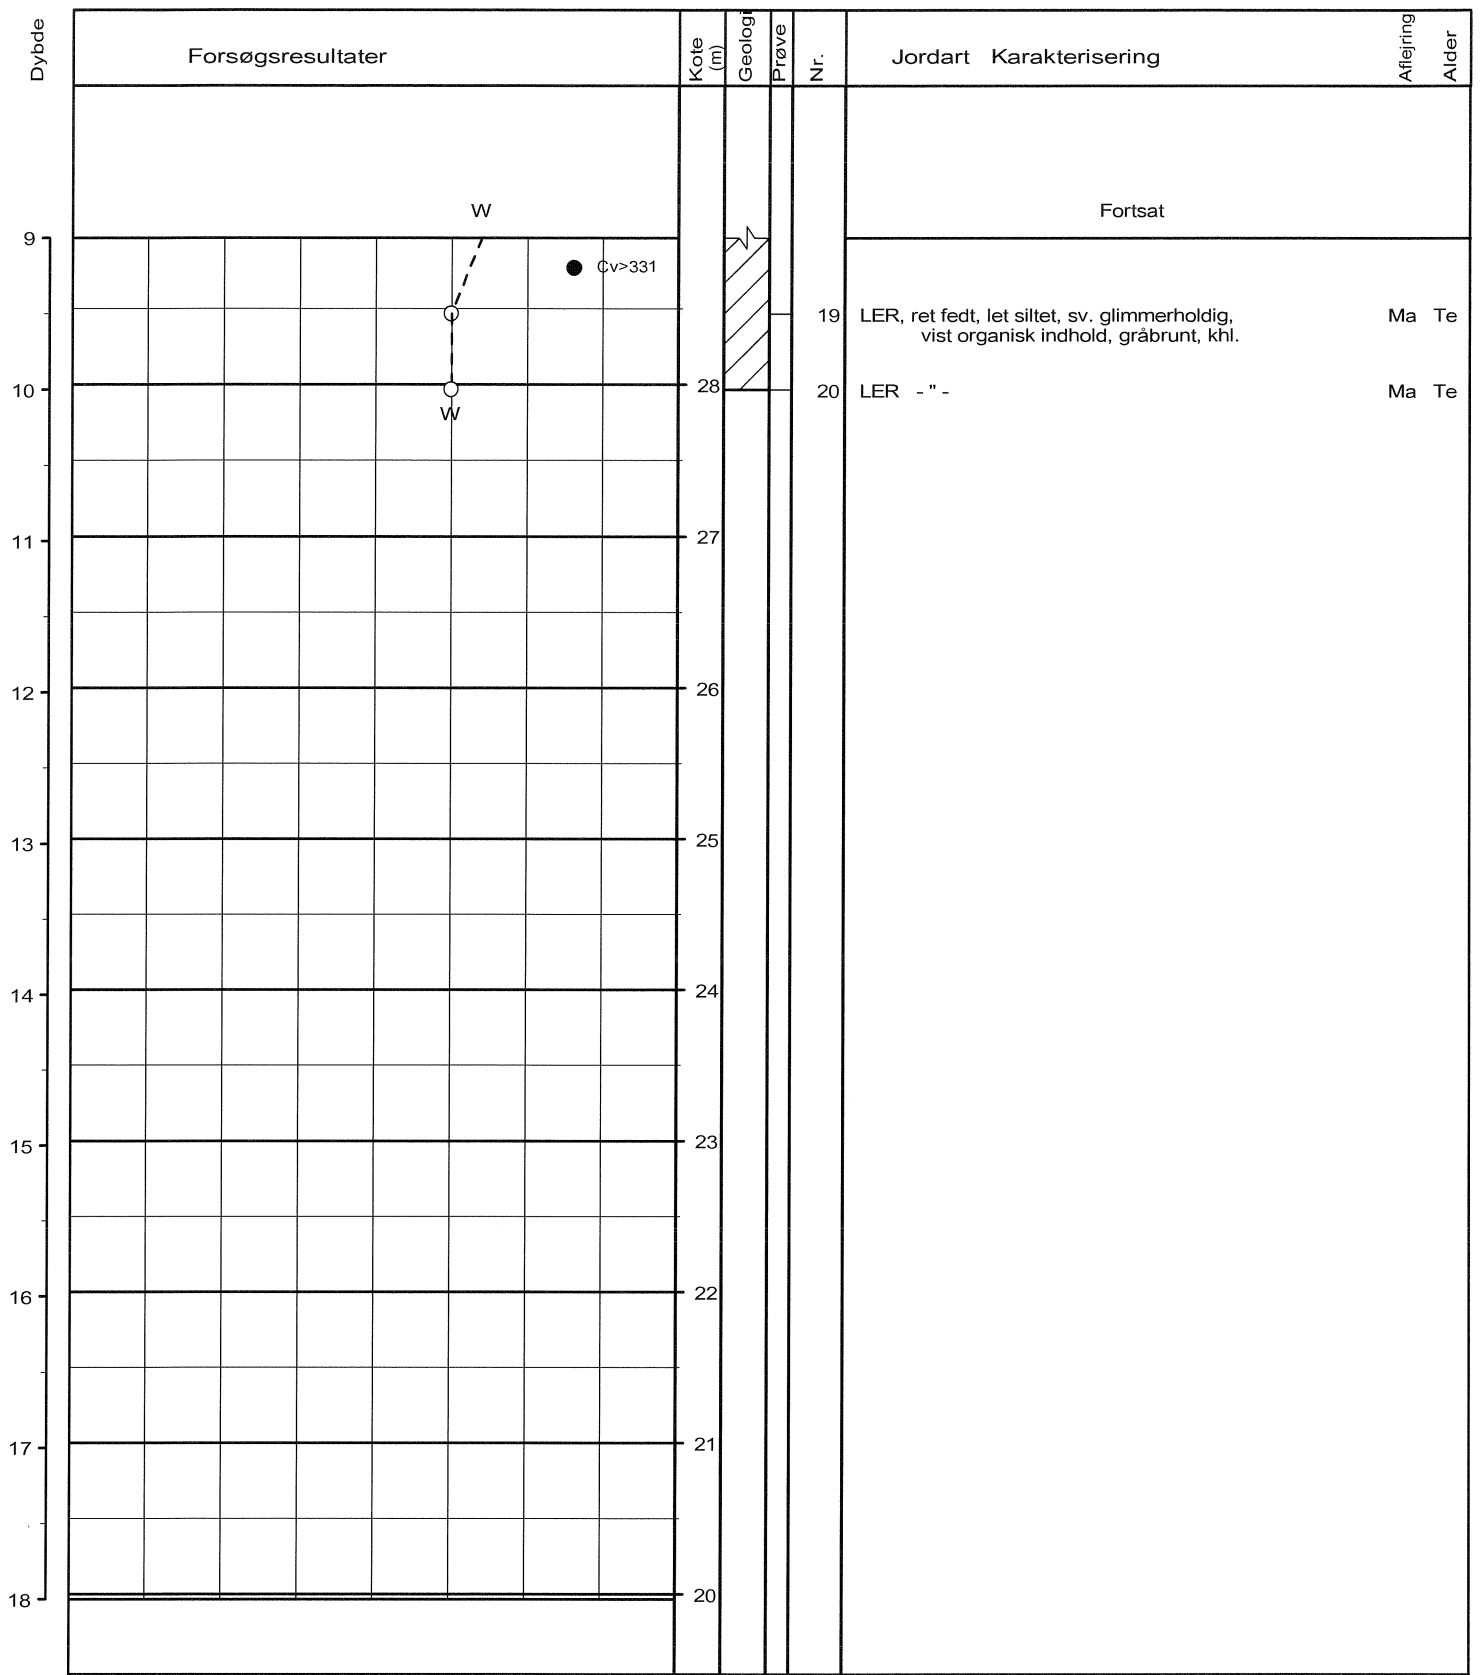 Dybde
Forsøgsresultater
Kote (m)
Geologi
Prøve
Nr.
Jordart Karakterisering
Aflejring
Alder
W
Fortsat
9
Cv>331
19 LER, ret fedt, let siltet, sv. glimmerholdig, Ma Te
vist organisk indhold, gråbrunt, khl.
10 28 20 LER - " - Ma Te
W
11 27
12 26
13 25
14 24
15 23
16 22
17 21
18 20